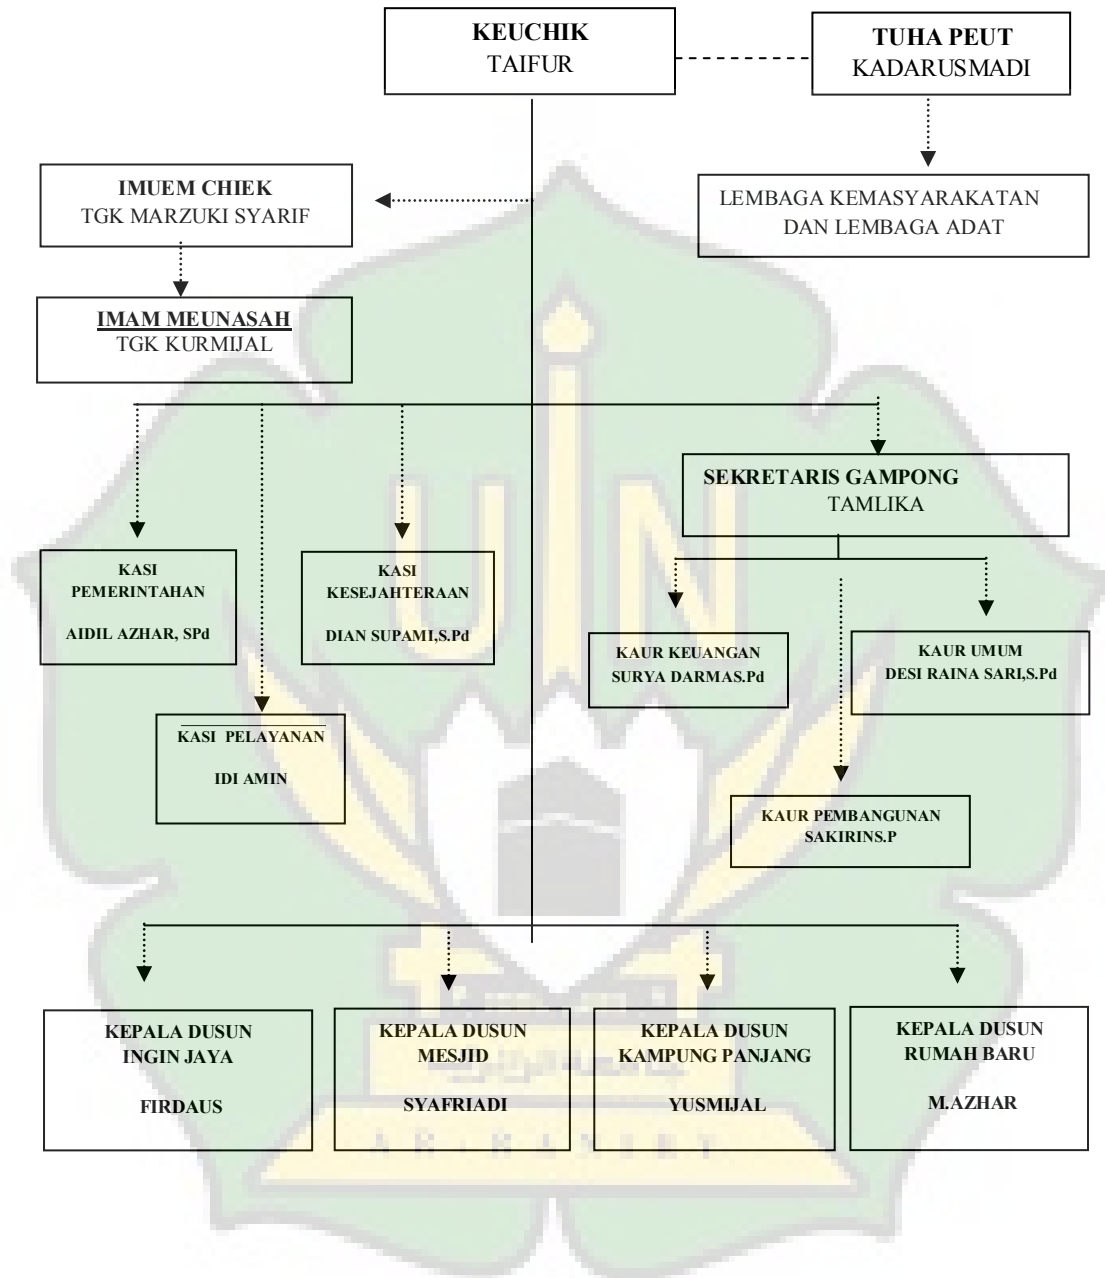 KEUCHIK
TAIFUR
TUHA PEUT
KADARUSMADI
IMUEM CHIEK
TGK MARZUKI SYARIF
LEMBAGA KEMASYARAKATAN
DAN LEMBAGA ADAT
IMAM MEUNASAH
TGK KURMIJAL
SEKRETARIS GAMPONG
TAMLIKA
KASI
PEMERINTAHAN
AIDIL AZHAR, SPd
KASI
KESEJAHTERAAN
DIAN SUPAMI,S.Pd
KAUR KEUANGAN
SURYA DARMAS.Pd
KAUR UMUM
DESI RAINA SARI,S.Pd
KASI PELAYANAN
IDI AMIN
KAUR PEMBANGUNAN
SAKIRINS.P
KEPALA DUSUN
INGIN JAYA
FIRDAUS
KEPALA DUSUN
MESJID
SYAFRIADI
KEPALA DUSUN
KAMPUNG PANJANG
YUSMIJAL
KEPALA DUSUN
RUMAH BARU
M.AZHAR
UIN
AR-RANIRY